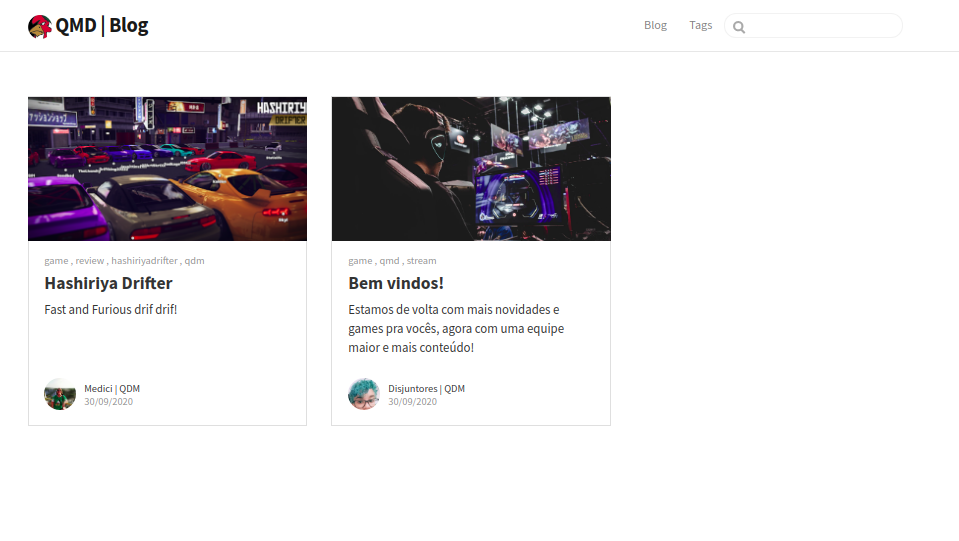 QMD | Blog
Blog
Tags
HASHIRIY
DRIFTER
game , review , hashiriyadrifter , qdm
Hashiriya Drifter
Fast and Furious drif drif!
Medici | QDM
30/09/2020
game , qmd , stream
Bem vindos!
Estamos de volta com mais novidades e
games pra vocês, agora com uma equipe
maior e mais conteúdo!
Disjuntores | QDM
30/09/2020